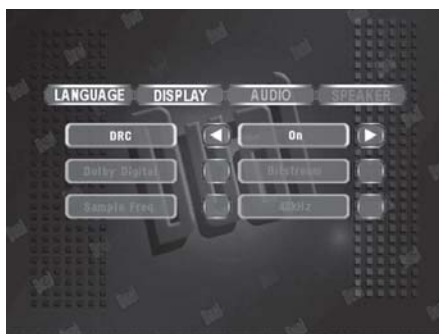 LANGUAGE DISPLAY AUDIO SPEAKER
DRC On
Dolby Digital Bitstream
Sample Freq. 48kHz